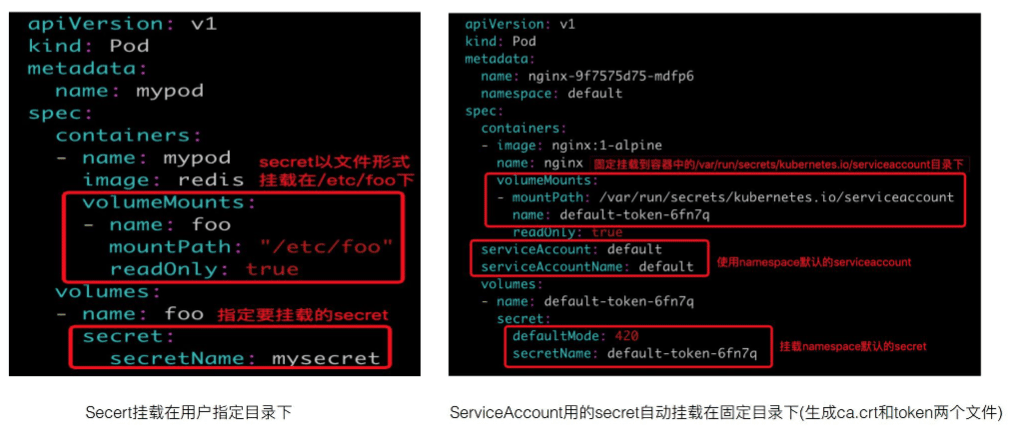 apiVersion: v1
kind: Pod
metadata:
  name: mypod
spec:
  containers:
  - name: mypod secret以文件形式
    image: redis 挂载在/etc/foo下
    volumeMounts:
    - name: foo
      mountPath: "/etc/foo"
      readOnly: true
  volumes:
  - name: foo 指定要挂载的secret
    secret:
      secretName: mysecret
Secert挂载在用户指定目录下
apiVersion: v1
kind: Pod
metadata:
  name: nginx-9f7575d75-mdfp6
  namespace: default
spec:
  containers:
  - image: nginx:1-alpine
    name: nginx 固定挂载到容器中的/var/run/secrets/kubernetes.io/serviceaccount目录下
    volumeMounts:
    - mountPath: /var/run/secrets/kubernetes.io/serviceaccount
      name: default-token-6fn7q
      readOnly: true
  serviceAccount: default
  serviceAccountName: default 使用namespace默认的serviceaccount
  volumes:
  - name: default-token-6fn7q
    secret:
      defaultMode: 420
      secretName: default-token-6fn7q 挂载namespace默认的secret
ServiceAccount用的secret自动挂载在固定目录下(生成ca.crt和token两个文件)